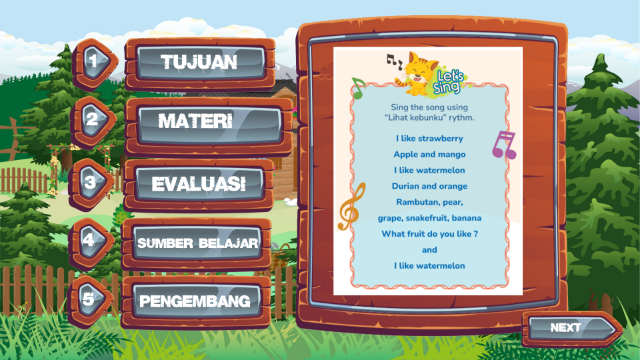 1 TUJUAN
2 MATERI
3 EVALUASI
4 SUMBER BELAJAR
5 PENGEMBANG
Let's
Sing
Sing the song using
"Lihat kebunku" rythm.
I like strawberry
Apple and mango
I like watermelon
Durian and orange
Rambutan, pear,
grape, snakefruit, banana
What fruit do you like ?
and
I like watermelon
NEXT